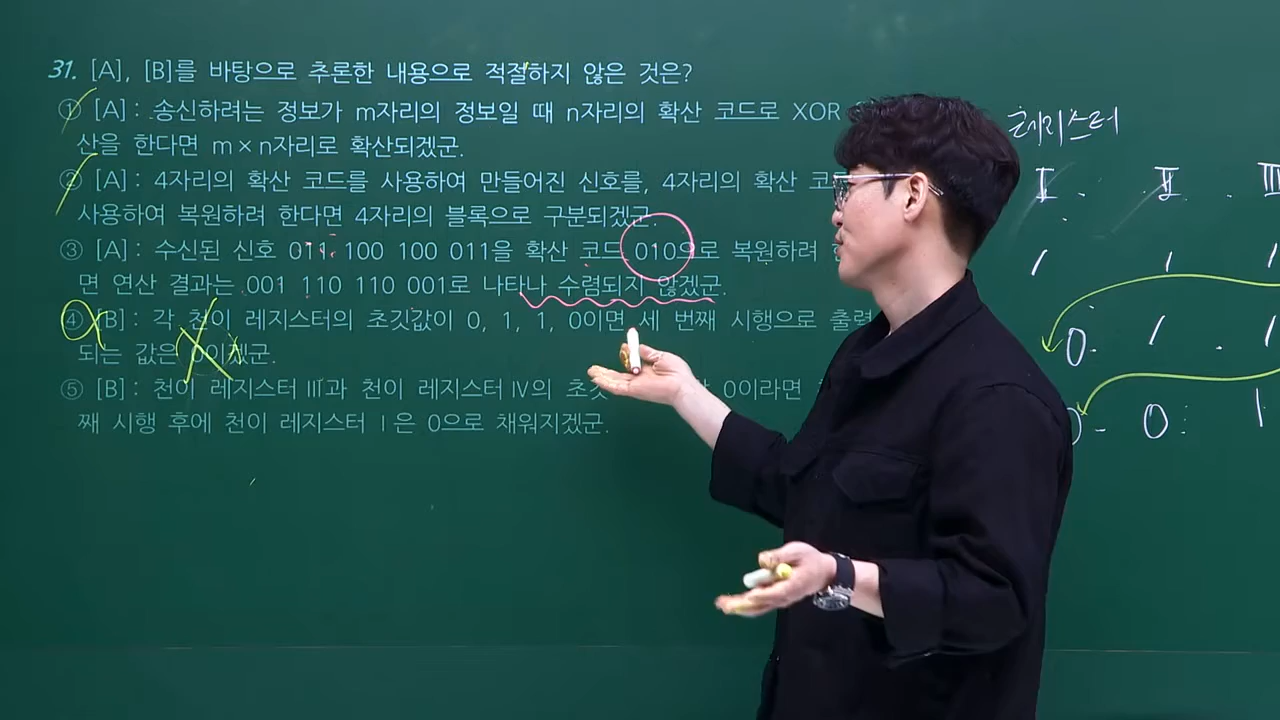 31. [A], [B]를 바탕으로 추론한 내용으로 적절하지 않은 것은?
① [A] : 송신하려는 정보가 m자리의 정보일 때 n자리의 확산 코드로 XOR
산을 한다면 m×n자리로 확산되겠군.
② [A] : 4자리의 확산 코드를 사용하여 만들어진 신호를, 4자리의 확산
사용하여 복원하려 한다면 4자리의 블록으로 구분되겠군.
③ [A] : 수신된 신호 011 100 100 011을 확산 코드 010으로 복원하려
면 연산 결과는 001 110 110 001로 나타나 수렴되지 않겠군.
④ [B] : 각 천이 레지스터의 초깃값이 0, 1, 1, 0이면 세 번째 시행으로 출력
되는 값은 0이겠군.
⑤ [B] : 천이 레지스터 Ⅲ과 천이 레지스터 Ⅳ의 0이라면
째 시행 후에 천이 레지스터 Ⅰ은 0으로 채워지겠군.
레지스터
Ⅰ Ⅱ Ⅲ
1 1 1
0 1 1
0 0 1